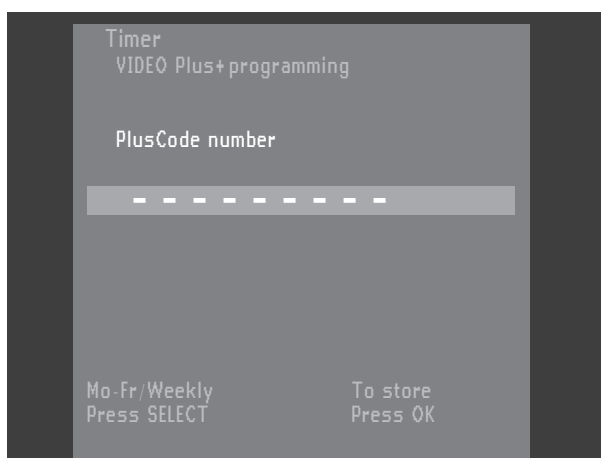 Timer
VIDEO Plus+programming
PlusCode number
– – – – – – – – –
Mo-Fr/Weekly
Press SELECT
To store
Press OK